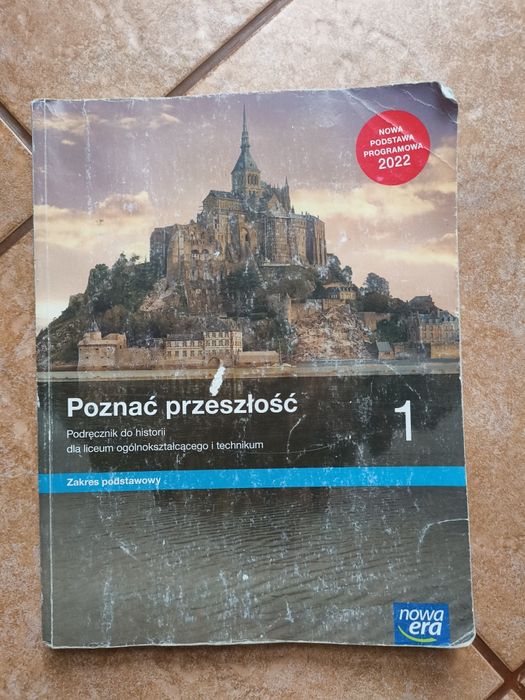 NOWA
PODSTAWA
PROGRAMOWA
2022
Poznać przeszłość
1
Podręcznik do historii
dla liceum ogólnokształcącego i technikum
Zakres podstawowy
nowa
era